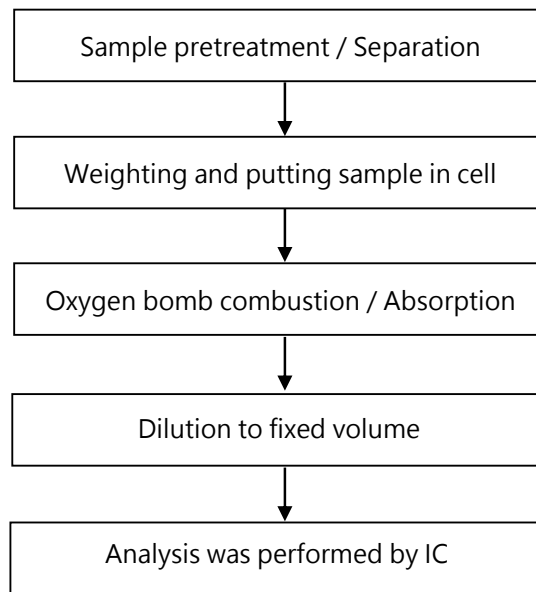 Sample pretreatment / Separation
Weighting and putting sample in cell
Oxygen bomb combustion / Absorption
Dilution to fixed volume
Analysis was performed by IC